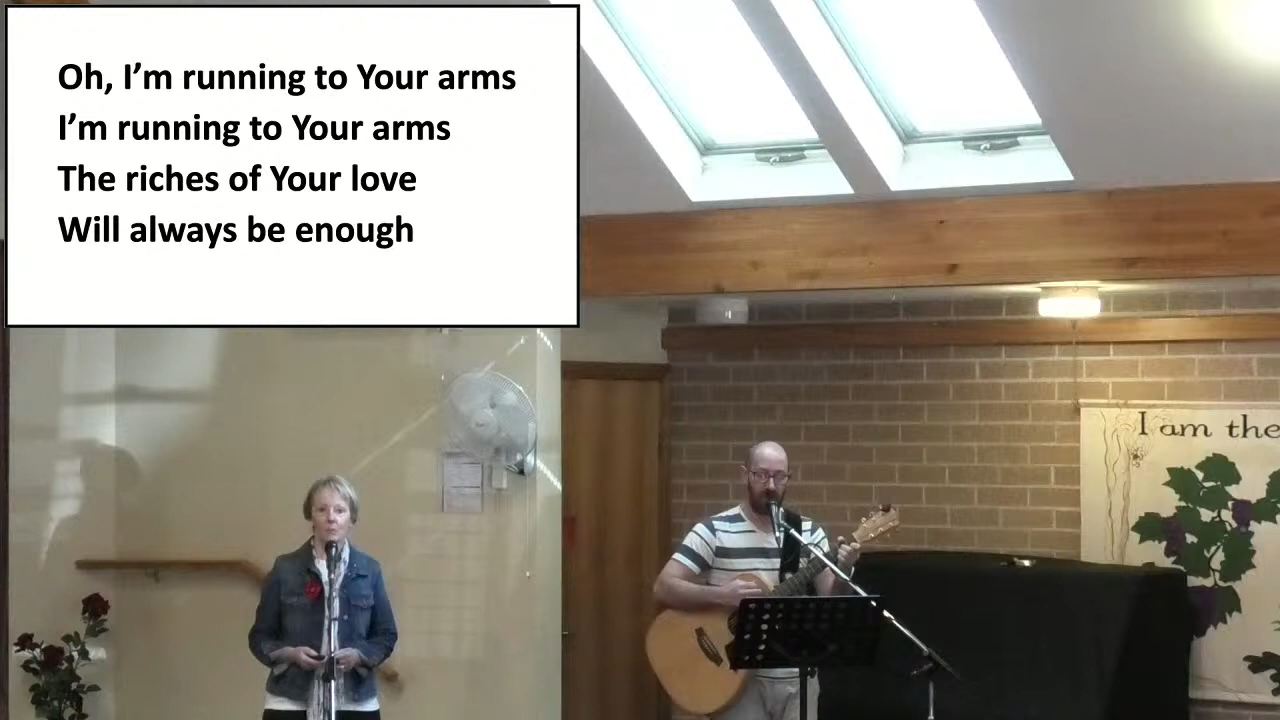 Oh, I'm running to Your arms
I'm running to Your arms
The riches of Your love
Will always be enough
I am the